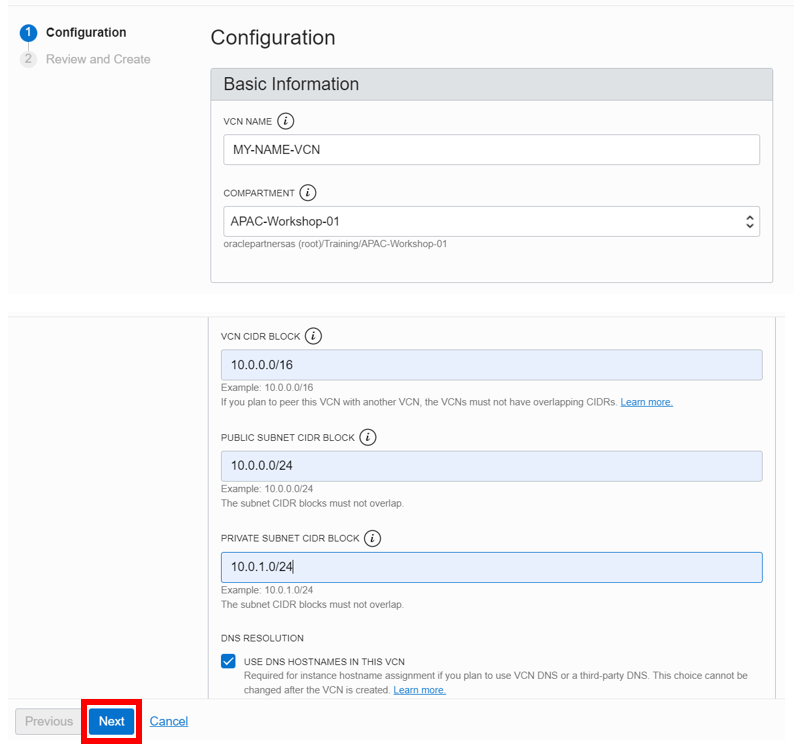 1 Configuration
2 Review and Create
Configuration
Basic Information
VCN NAME i
MY-NAME-VCN
COMPARTMENT i
APAC-Workshop-01
oraclepartnersas (root)/Training/APAC-Workshop-01
VCN CIDR BLOCK i
10.0.0.0/16
Example: 10.0.0.0/16
If you plan to peer this VCN with another VCN, the VCNs must not have overlapping CIDRs. Learn more.
PUBLIC SUBNET CIDR BLOCK i
10.0.0.0/24
Example: 10.0.0.0/24
The subnet CIDR blocks must not overlap.
PRIVATE SUBNET CIDR BLOCK i
10.0.1.0/24
Example: 10.0.1.0/24
The subnet CIDR blocks must not overlap.
DNS RESOLUTION
USE DNS HOSTNAMES IN THIS VCN
Required for instance hostname assignment if you plan to use VCN DNS or a third-party DNS. This choice cannot be
changed after the VCN is created. Learn more.
Previous Next Cancel